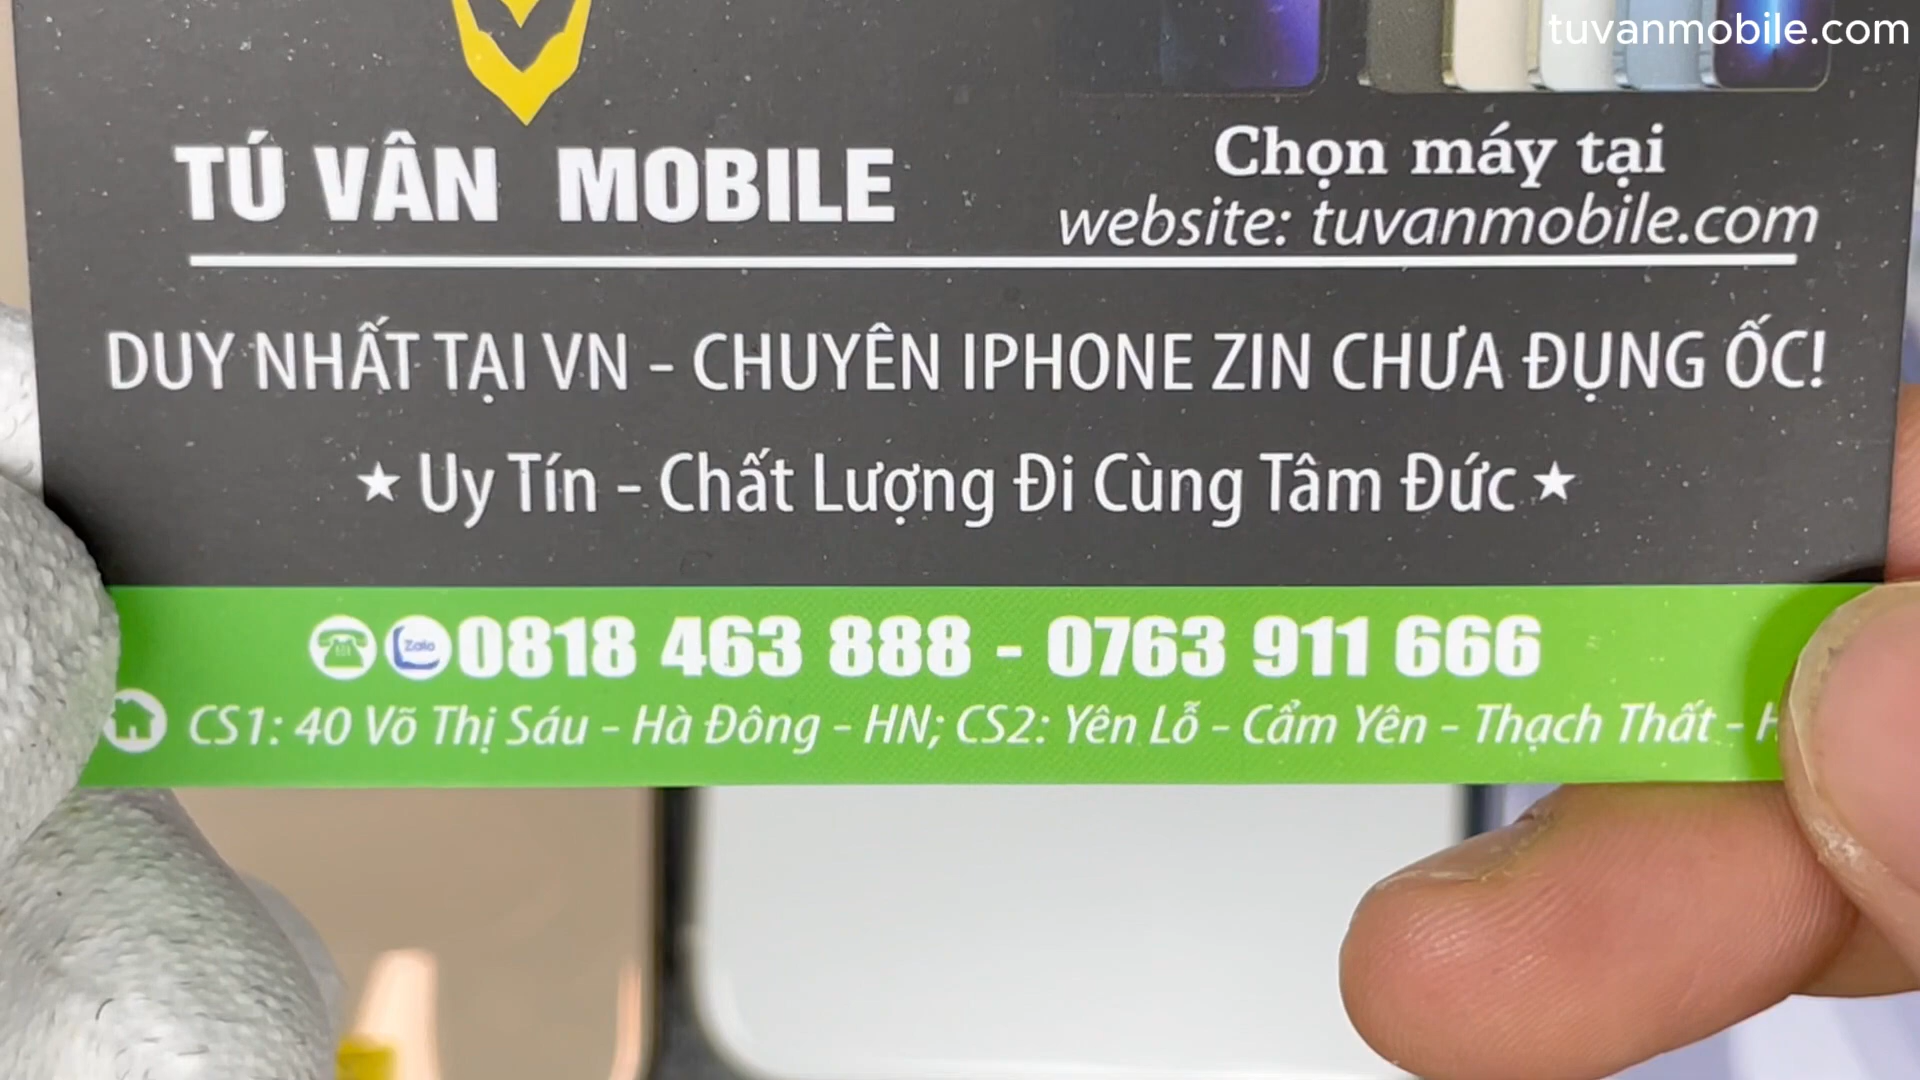 tuvanmobile.com
TÚ VÂN MOBILE
Chọn máy tại
website: tuvanmobile.com
DUY NHẤT TẠI VN - CHUYÊN IPHONE ZIN CHƯA ĐỤNG ỐC!
★ Uy Tín - Chất Lượng Đi Cùng Tâm Đức ★
Zalo 0818 463 888 - 0763 911 666
CS1: 40 Võ Thị Sáu - Hà Đông - HN; CS2: Yên Lỗ - Cẩm Yên - Thạch Thất -